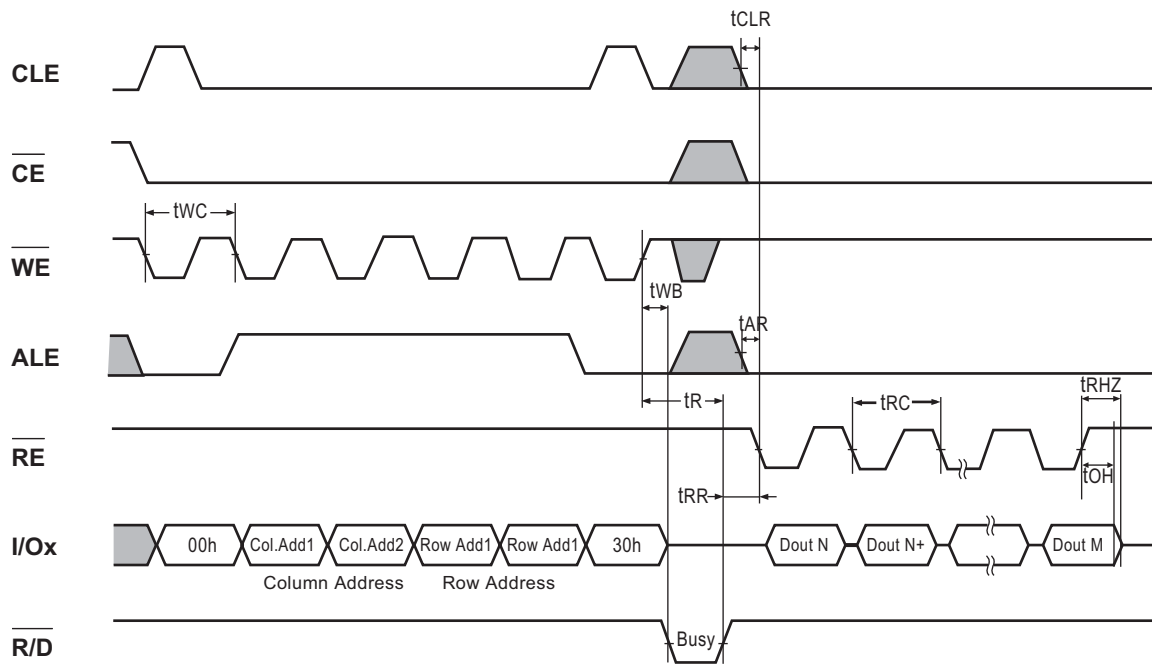 tCLR
CLE
CE
tWC
WE
tWB
tAR
ALE
tR
tRC
tRHZ
RE
tRR
tOH
I/Ox
00h
Col.Add1
Col.Add2
Row Add1
Row Add1
30h
Dout N
Dout N+
Dout M
Column Address
Row Address
R/D
Busy